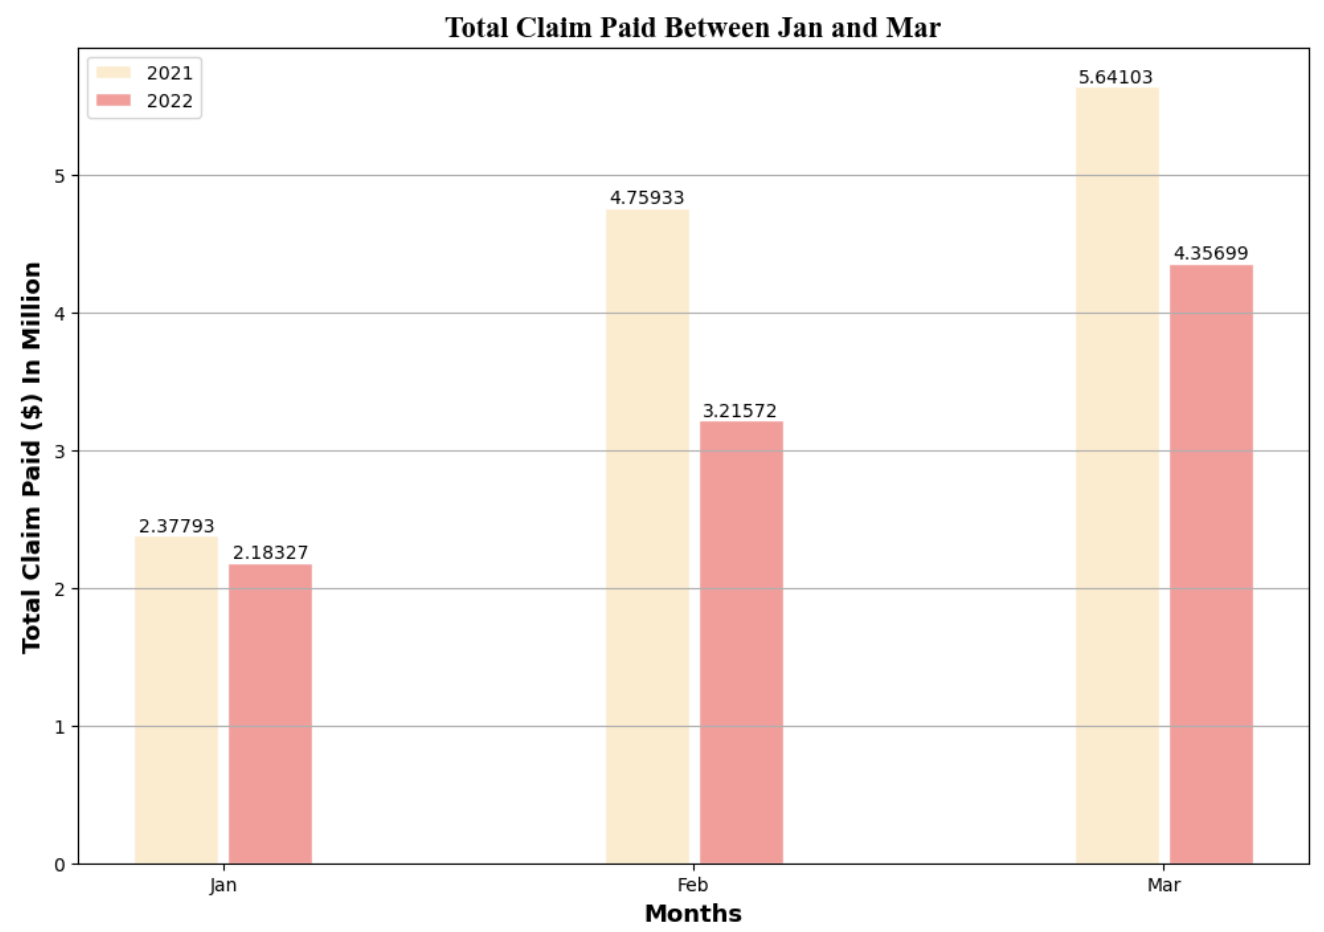 Total Claim Paid Between Jan and Mar
2021
2022
5.64103
4.75933
4.35699
3.21572
2.37793
2.18327
5
4
3
2
1
0
Total Claim Paid ($) In Million
Jan
Feb
Mar
Months